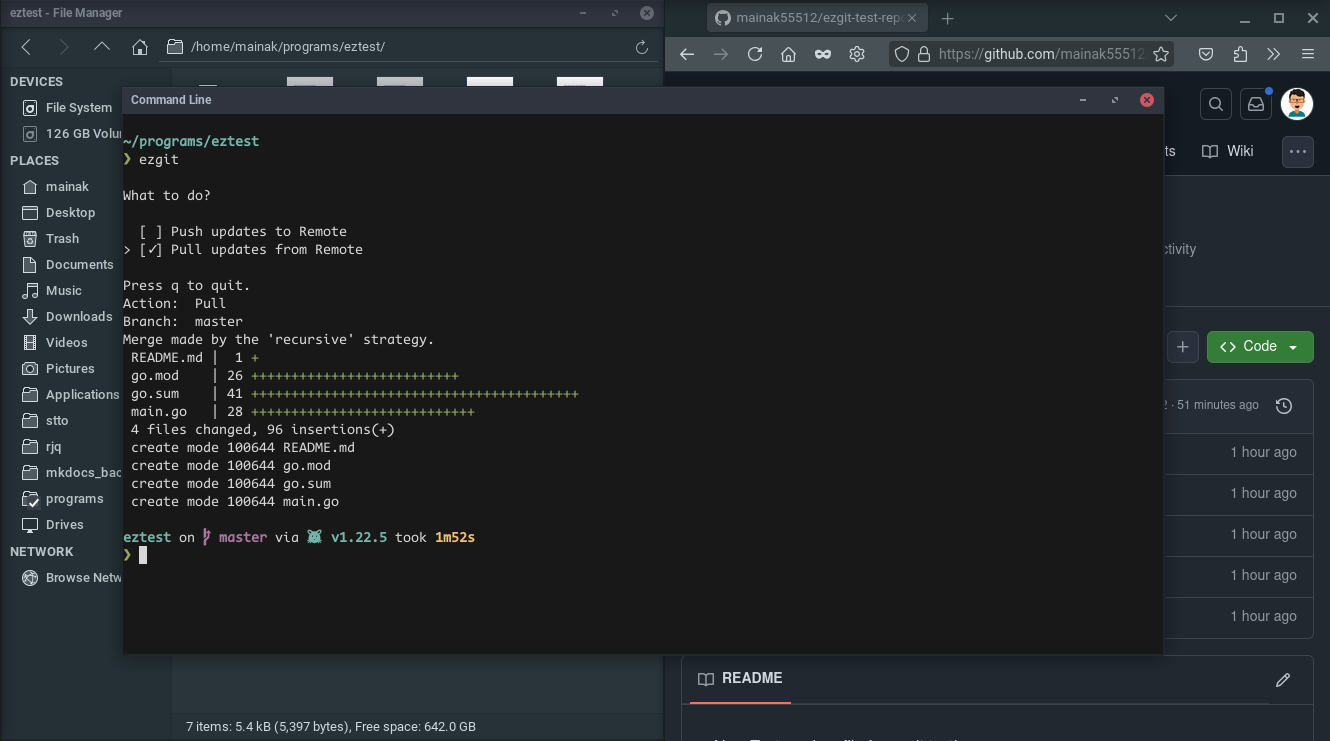 eztest - File Manager
/home/mainak/programs/eztest/
DEVICES
File System
126 GB Volu
PLACES
mainak
Desktop
Trash
Documents
Music
Downloads
Videos
Pictures
Applications
stto
rjq
mkdocs_bac
programs
Drives
NETWORK
Browse Netw
7 items: 5.4 kB (5,397 bytes), Free space: 642.0 GB
Command Line
~/programs/eztest
❯ ezgit
What to do?
[ ] Push updates to Remote
> [✓] Pull updates from Remote
Press q to quit.
Action:  Pull
Branch:  master
Merge made by the 'recursive' strategy.
README.md |  1 +
go.mod    | 26 ++++++++++++++++++++++++++
go.sum    | 41 +++++++++++++++++++++++++++++++++++++++++
main.go   | 28 ++++++++++++++++++++++++++++
4 files changed, 96 insertions(+)
create mode 100644 README.md
create mode 100644 go.mod
create mode 100644 go.sum
create mode 100644 main.go
eztest on master via v1.22.5 took 1m52s
❯
mainak55512/ezgit-test-rep
https://github.com/mainak55512
ts
Wiki
ctivity
Code
2 · 51 minutes ago
1 hour ago
1 hour ago
1 hour ago
1 hour ago
1 hour ago
README